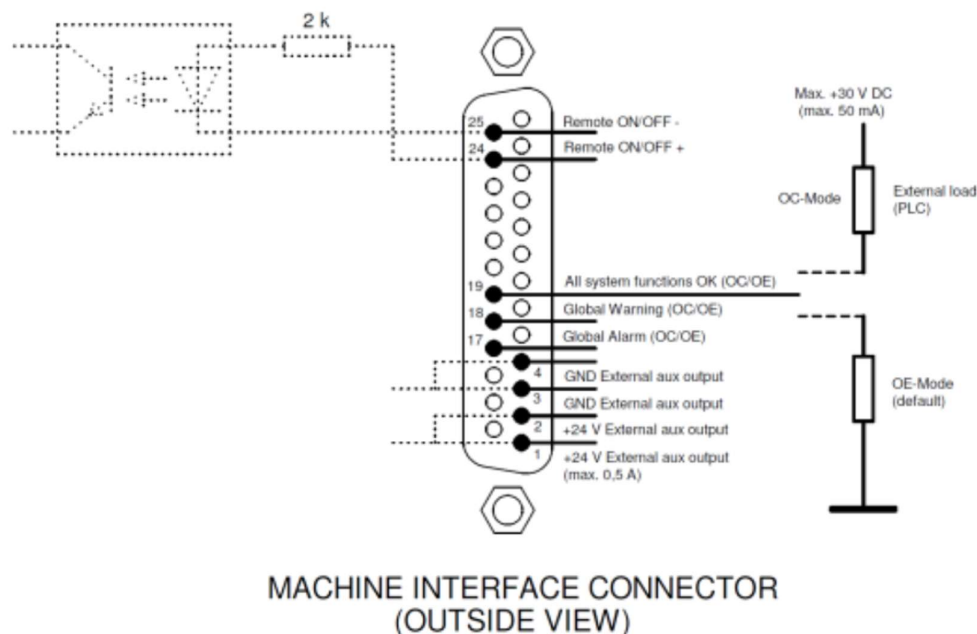 2 k
Max. +30 V DC
(max. 50 mA)
25
Remote ON/OFF -
24
Remote ON/OFF +
OC-Mode
External load
(PLC)
19
All system functions OK (OC/OE)
18
Global Warning (OC/OE)
17
Global Alarm (OC/OE)
4
GND External aux output
3
GND External aux output
OE-Mode
(default)
2
+24 V External aux output
1
+24 V External aux output
(max. 0,5 A)
MACHINE INTERFACE CONNECTOR
(OUTSIDE VIEW)